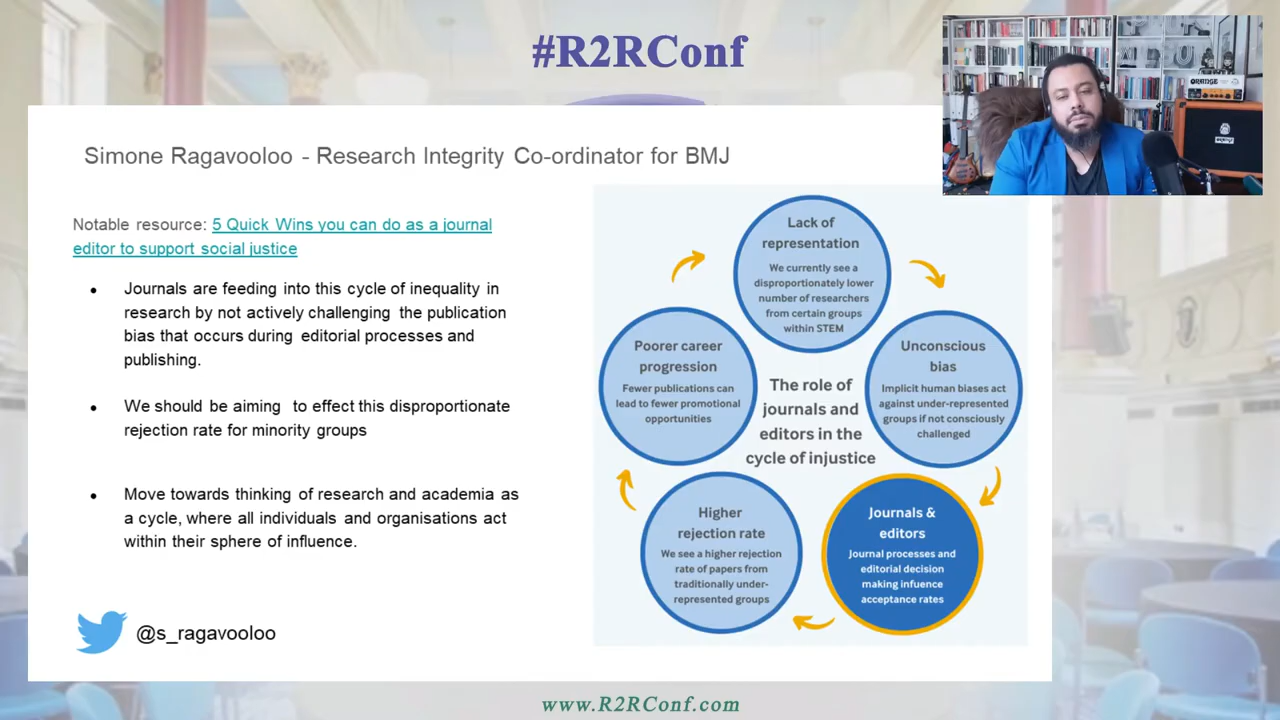 #R2RConf
Simone Ragavooloo - Research Integrity Co-ordinator for BMJ
Notable resource: 5 Quick Wins you can do as a journal
editor to support social justice
• Journals are feeding into this cycle of inequality in
research by not actively challenging the publication
bias that occurs during editorial processes and
publishing.
• We should be aiming to effect this disproportionate
rejection rate for minority groups
• Move towards thinking of research and academia as
a cycle, where all individuals and organisations act
within their sphere of influence.
@s_ragavooloo
Lack of
representation
We currently see a
disproportionately lower
number of researchers
from certain groups
within STEM
Unconscious
bias
Implicit human biases act
against under-represented
groups if not consciously
challenged
Journals &
editors
Journal processes and
editorial decision
making infuence
acceptance rates
Higher
rejection rate
We see a higher rejection
rate of papers from
traditionally under-
represented groups
Poorer career
progression
Fewer publications can
lead to fewer promotional
opportunities
The role of
journals and
editors in the
cycle of injustice
ORANGE
www.R2RConf.com